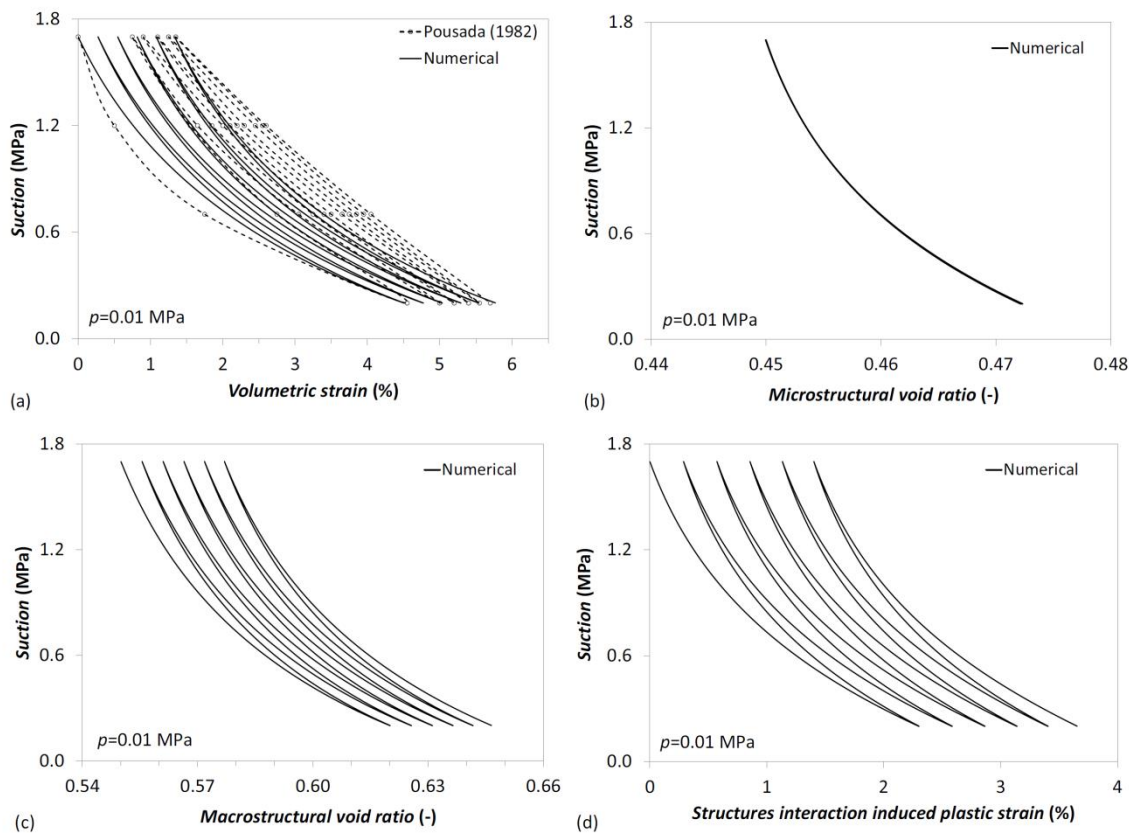 1.8
1.2
0.6
0.0
Suction (MPa)
Pousada (1982)
Numerical
p=0.01 MPa
0 1 2 3 4 5 6
Volumetric strain (%)
(a)
1.8
1.2
0.6
0.0
Suction (MPa)
Numerical
p=0.01 MPa
0.44 0.45 0.46 0.47 0.48
Microstructural void ratio (-)
(b)
1.8
1.2
0.6
0.0
Suction (MPa)
Numerical
p=0.01 MPa
0.54 0.57 0.60 0.63 0.66
Macrostructural void ratio (-)
(c)
1.8
1.2
0.6
0.0
Suction (MPa)
Numerical
p=0.01 MPa
0 1 2 3 4
Structures interaction induced plastic strain (%)
(d)